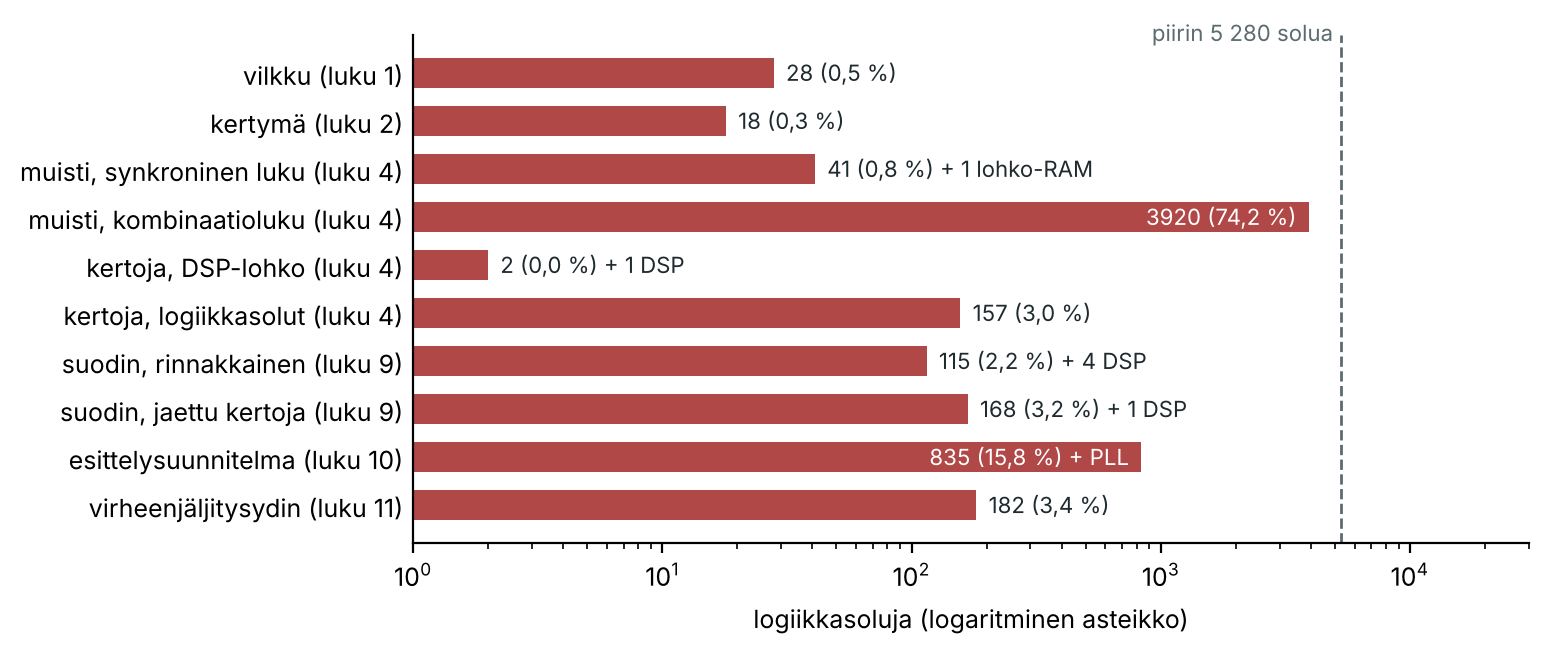 piirin 5 280 solua
vilkku (luku 1) 28 (0,5 %)
kertymä (luku 2) 18 (0,3 %)
muisti, synkroninen luku (luku 4) 41 (0,8 %) + 1 lohko-RAM
muisti, kombinaatioluku (luku 4) 3920 (74,2 %)
kertoja, DSP-lohko (luku 4) 2 (0,0 %) + 1 DSP
kertoja, logiikkasolut (luku 4) 157 (3,0 %)
suodin, rinnakkainen (luku 9) 115 (2,2 %) + 4 DSP
suodin, jaettu kertoja (luku 9) 168 (3,2 %) + 1 DSP
esittelysuunnitelma (luku 10) 835 (15,8 %) + PLL
virheenjäljitysydin (luku 11) 182 (3,4 %)
10⁰ 10¹ 10² 10³ 10⁴
logiikkasoluja (logaritminen asteikko)